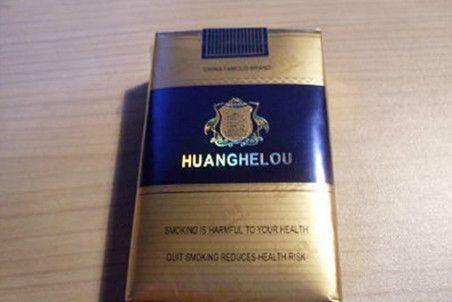 CHINA FAMOUS BRAND
HUANGHELOU
SMOKING IS HARMFUL TO YOUR HEALTH
QUIT SMOKING REDUCES HEALTH RISK